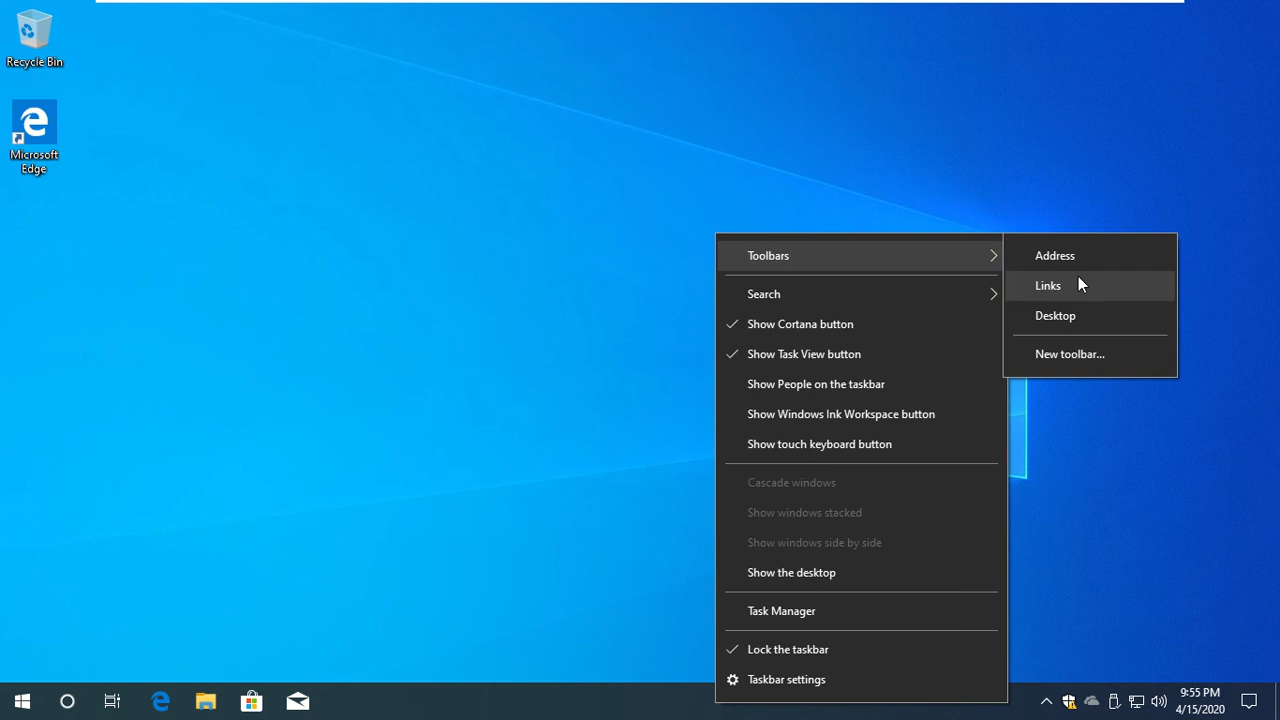 Recycle Bin
Microsoft
Edge
Toolbars
Search
Show Cortana button
Show Task View button
Show People on the taskbar
Show Windows Ink Workspace button
Show touch keyboard button
Cascade windows
Show windows stacked
Show windows side by side
Show the desktop
Task Manager
Lock the taskbar
Taskbar settings
Address
Links
Desktop
New toolbar...
9:55 PM
4/15/2020